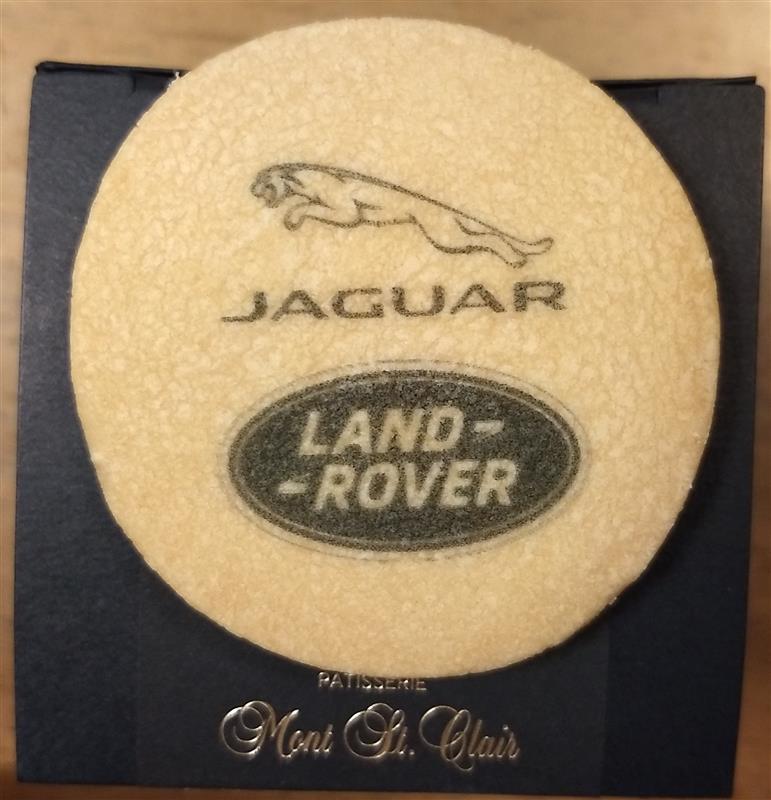 JAGUAR
LAND-
-ROVER
PATISSERIE
Mont St. Clair